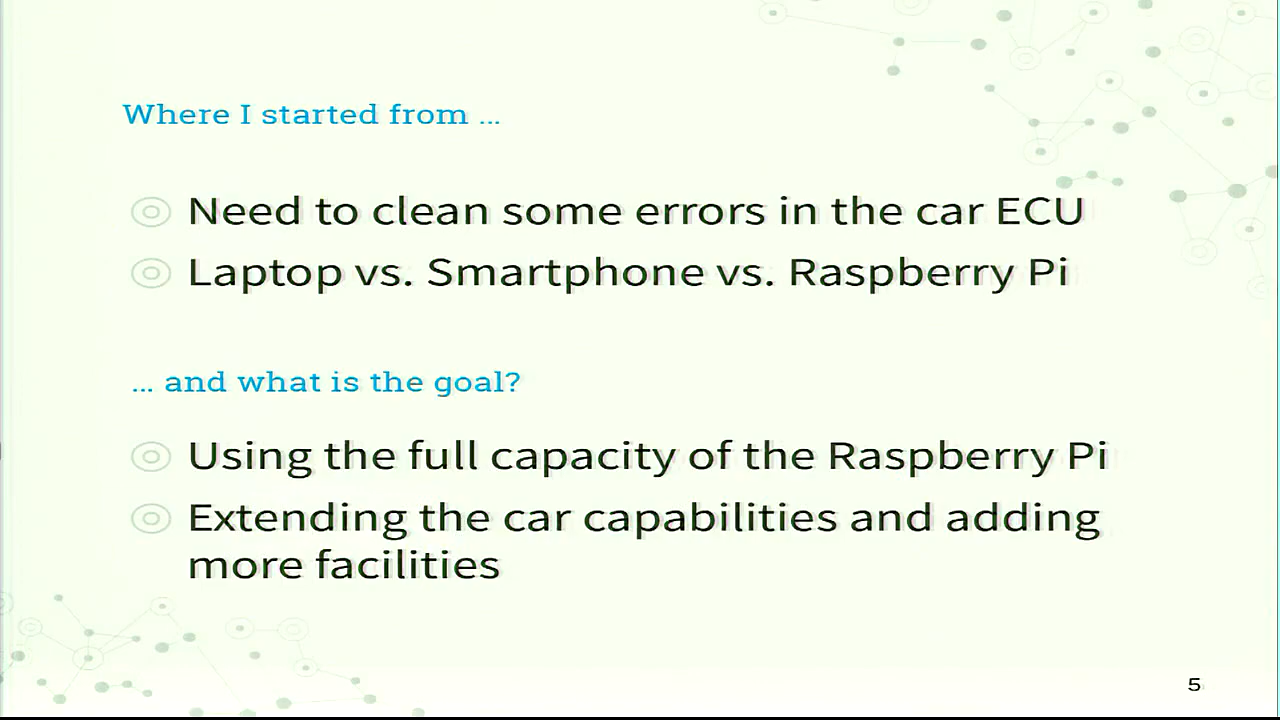 Where I started from ...
Need to clean some errors in the car ECU
Laptop vs. Smartphone vs. Raspberry Pi
... and what is the goal?
Using the full capacity of the Raspberry Pi
Extending the car capabilities and adding
more facilities
5